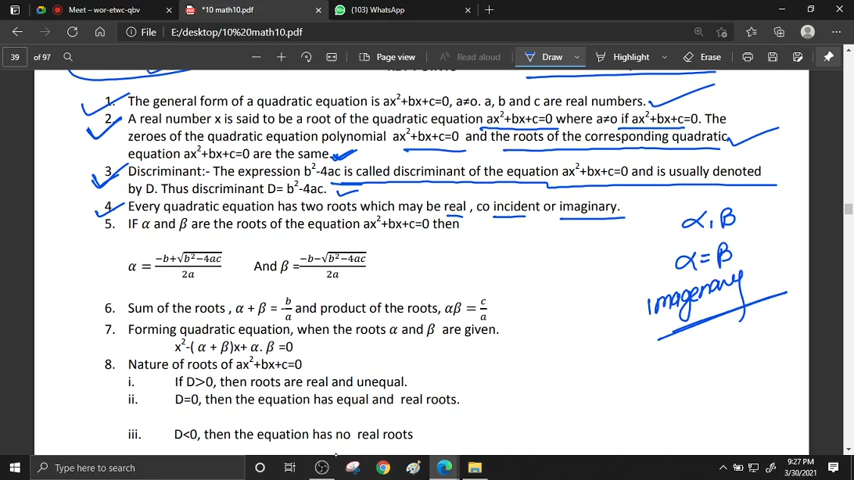 Meet – wor-etwc-qbv
*10 math10.pdf
(103) WhatsApp
E:/desktop/10%20math10.pdf
39 of 97
Page view
Read aloud
Draw
Highlight
Erase
1. The general form of a quadratic equation is ax²+bx+c=0, a≠o. a, b and c are real numbers.
2. A real number x is said to be a root of the quadratic equation ax²+bx+c=0 where a≠o if ax²+bx+c=0. The
zeroes of the quadratic equation polynomial ax²+bx+c=0 and the roots of the corresponding quadratic
equation ax²+bx+c=0 are the same.
3. Discriminant:- The expression b²-4ac is called discriminant of the equation ax²+bx+c=0 and is usually denoted
by D. Thus discriminant D= b²-4ac.
4. Every quadratic equation has two roots which may be real , co incident or imaginary.
5. IF α and β are the roots of the equation ax²+bx+c=0 then
α, β
α = (-b+√b²-4ac)/2a And β = (-b-√b²-4ac)/2a
α = β
imagenary
6. Sum of the roots , α + β = -b/a and product of the roots, αβ = c/a
7. Forming quadratic equation, when the roots α and β are given.
x²-( α + β)x+ α. β =0
8. Nature of roots of ax²+bx+c=0
i. If D>0, then roots are real and unequal.
ii. D=0, then the equation has equal and real roots.
iii. D<0, then the equation has no real roots
Type here to search
9:27 PM
3/30/2021